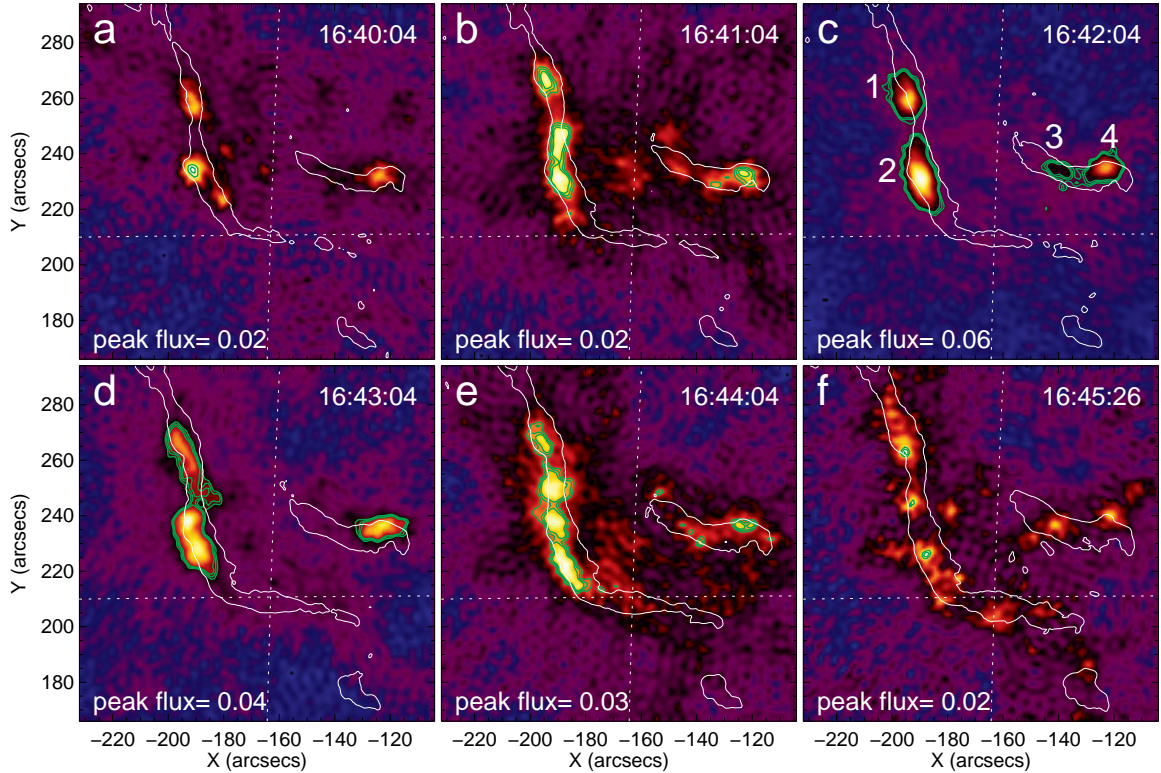 a 16:40:04
b 16:41:04
c 16:42:04
1
2
3 4
280
260
240
220
200
180
Y (arcsecs)
peak flux= 0.02
peak flux= 0.02
peak flux= 0.06
d 16:43:04
e 16:44:04
f 16:45:26
280
260
240
220
200
180
Y (arcsecs)
peak flux= 0.04
peak flux= 0.03
peak flux= 0.02
−220 −200 −180 −160 −140 −120
−220 −200 −180 −160 −140 −120
−220 −200 −180 −160 −140 −120
X (arcsecs)
X (arcsecs)
X (arcsecs)